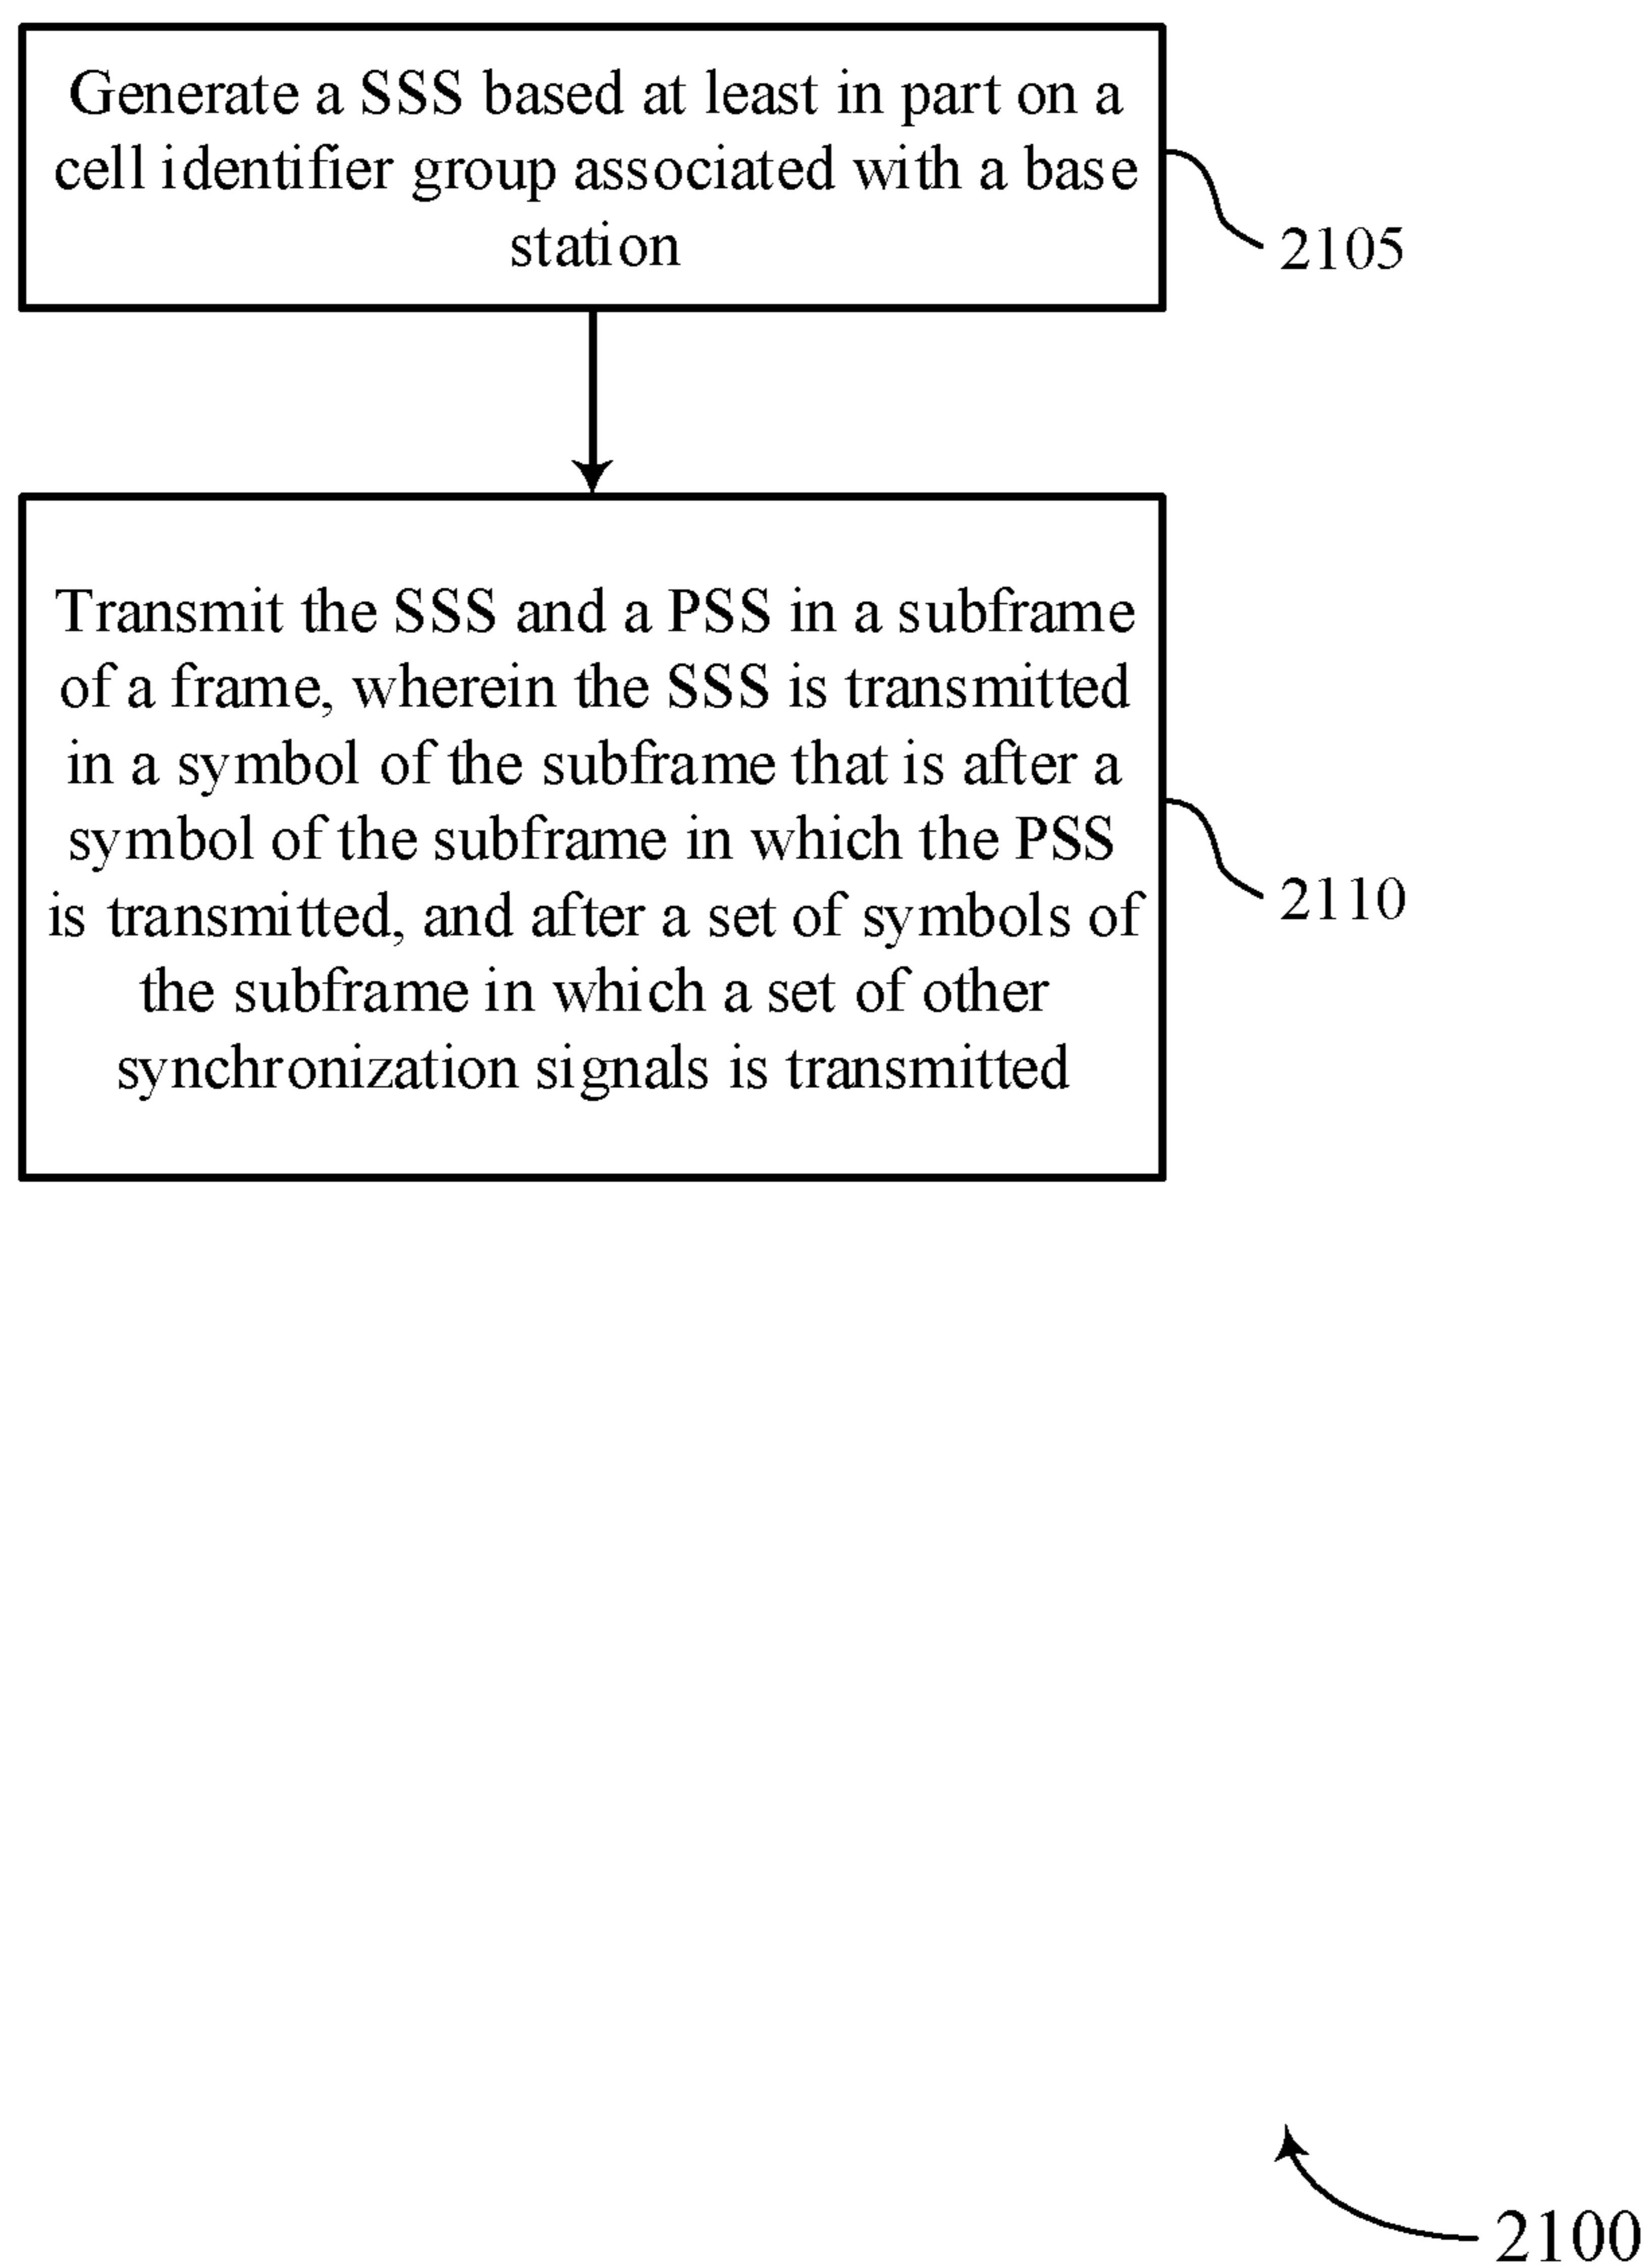 Generate a SSS based at least in part on a
cell identifier group associated with a base
station
2105
Transmit the SSS and a PSS in a subframe
of a frame, wherein the SSS is transmitted
in a symbol of the subframe that is after a
symbol of the subframe in which the PSS
is transmitted, and after a set of symbols of
the subframe in which a set of other
synchronization signals is transmitted
2110
2100